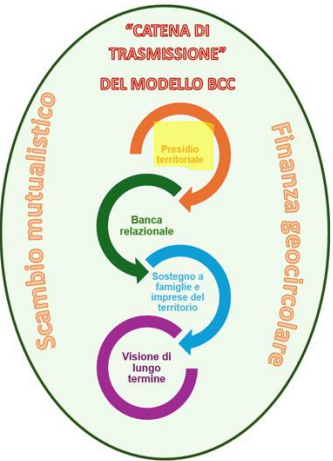 “CATENA DI
TRASMISSIONE”
DEL MODELLO BCC
Scambio mutualistico
Finanza geocircolare
Presidio
territoriale
Banca
relazionale
Sostegno a
famiglie e
imprese del
territorio
Visione di
lungo
termine